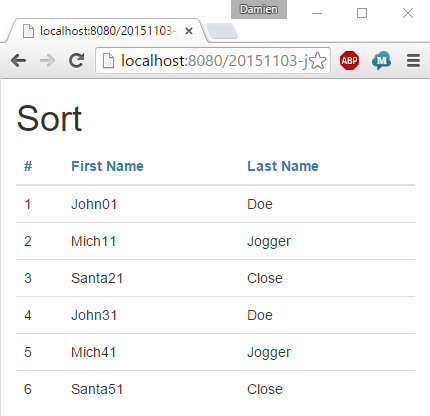 Damien
localhost:8080/20151103-
localhost:8080/20151103-j
ABP
M
Sort
# First Name Last Name
1 John01 Doe
2 Mich11 Jogger
3 Santa21 Close
4 John31 Doe
5 Mich41 Jogger
6 Santa51 Close